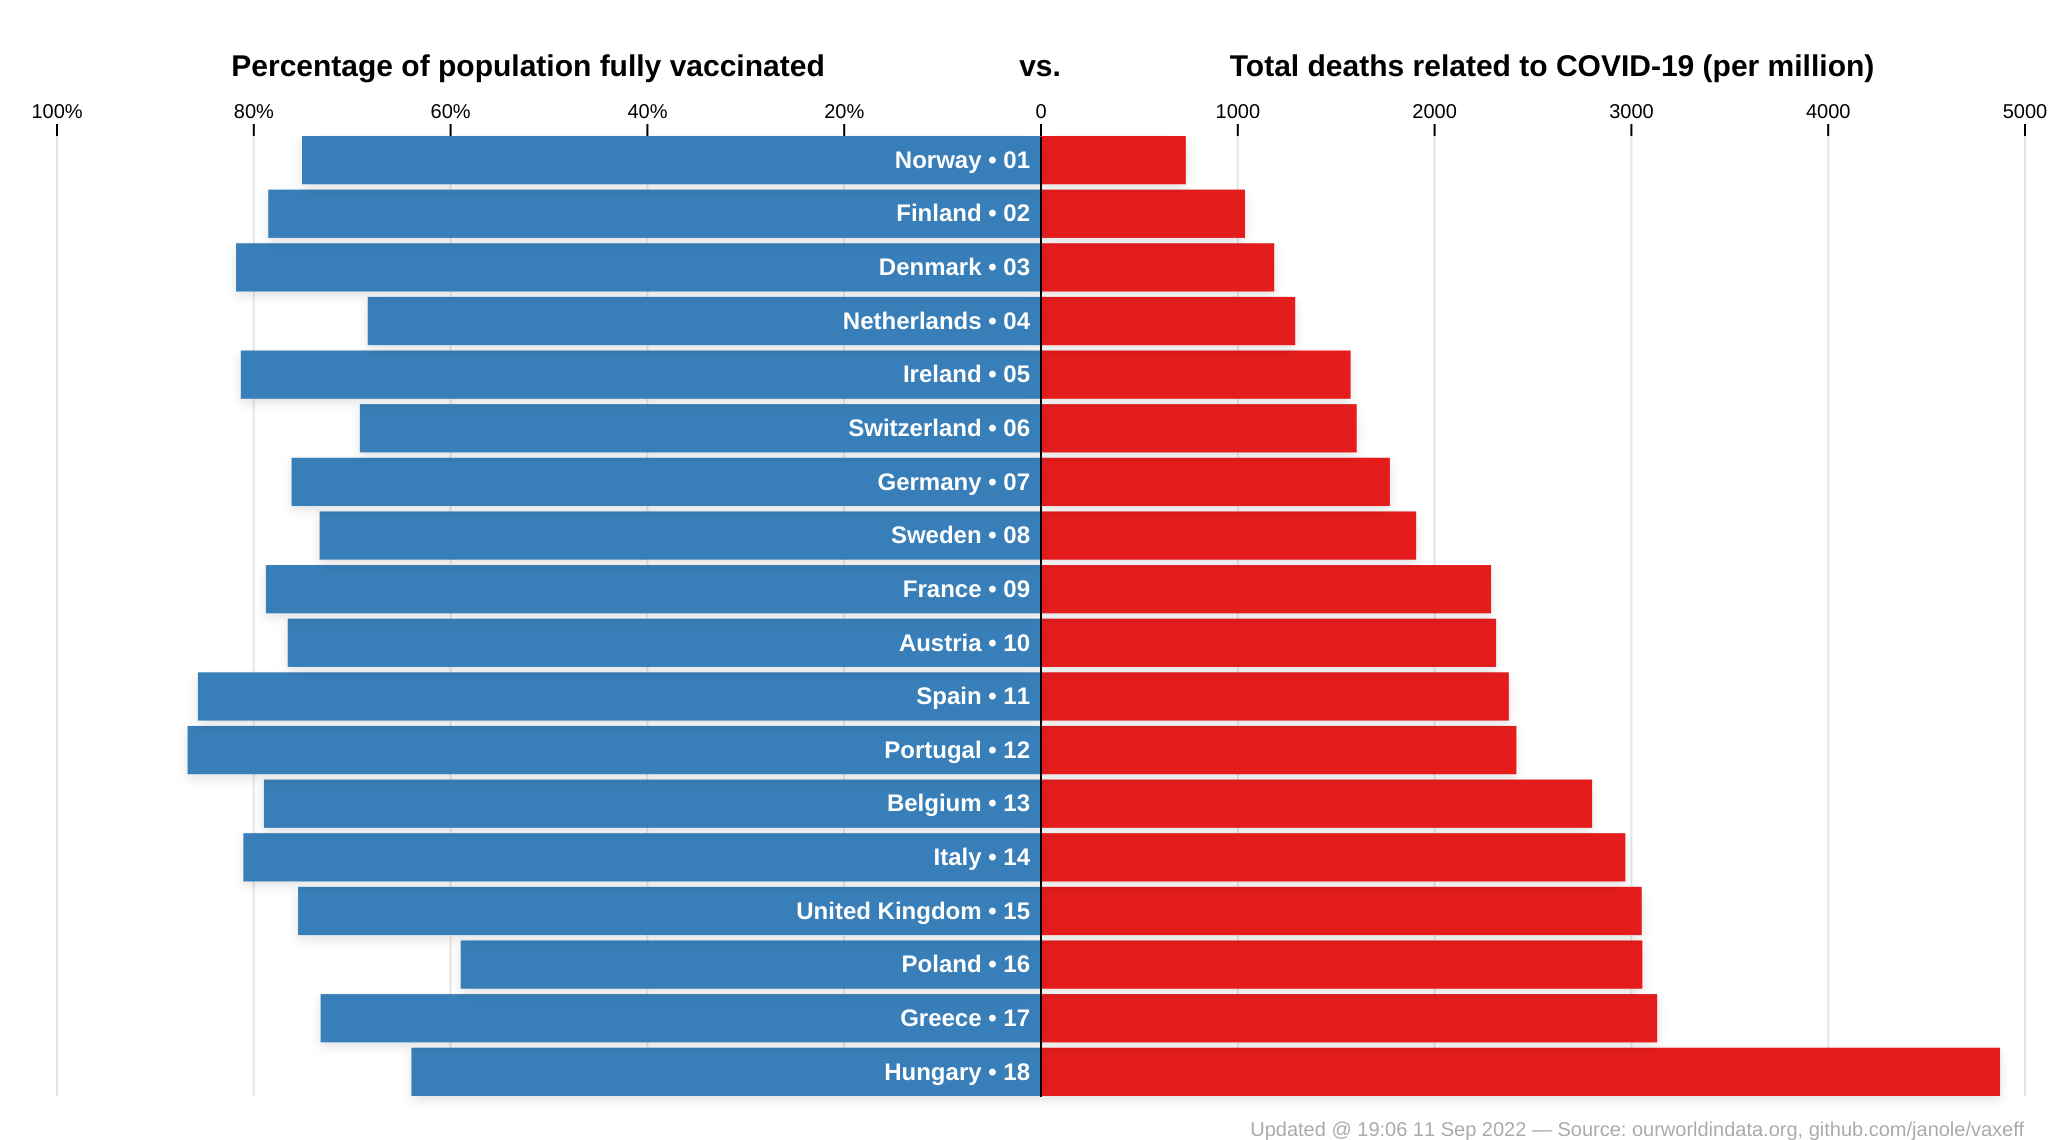 Percentage of population fully vaccinated vs. Total deaths related to COVID-19 (per million)
100% 80% 60% 40% 20% 0 1000 2000 3000 4000 5000
Norway • 01
Finland • 02
Denmark • 03
Netherlands • 04
Ireland • 05
Switzerland • 06
Germany • 07
Sweden • 08
France • 09
Austria • 10
Spain • 11
Portugal • 12
Belgium • 13
Italy • 14
United Kingdom • 15
Poland • 16
Greece • 17
Hungary • 18
Updated @ 19:06 11 Sep 2022 — Source: ourworldindata.org, github.com/janole/vaxeff